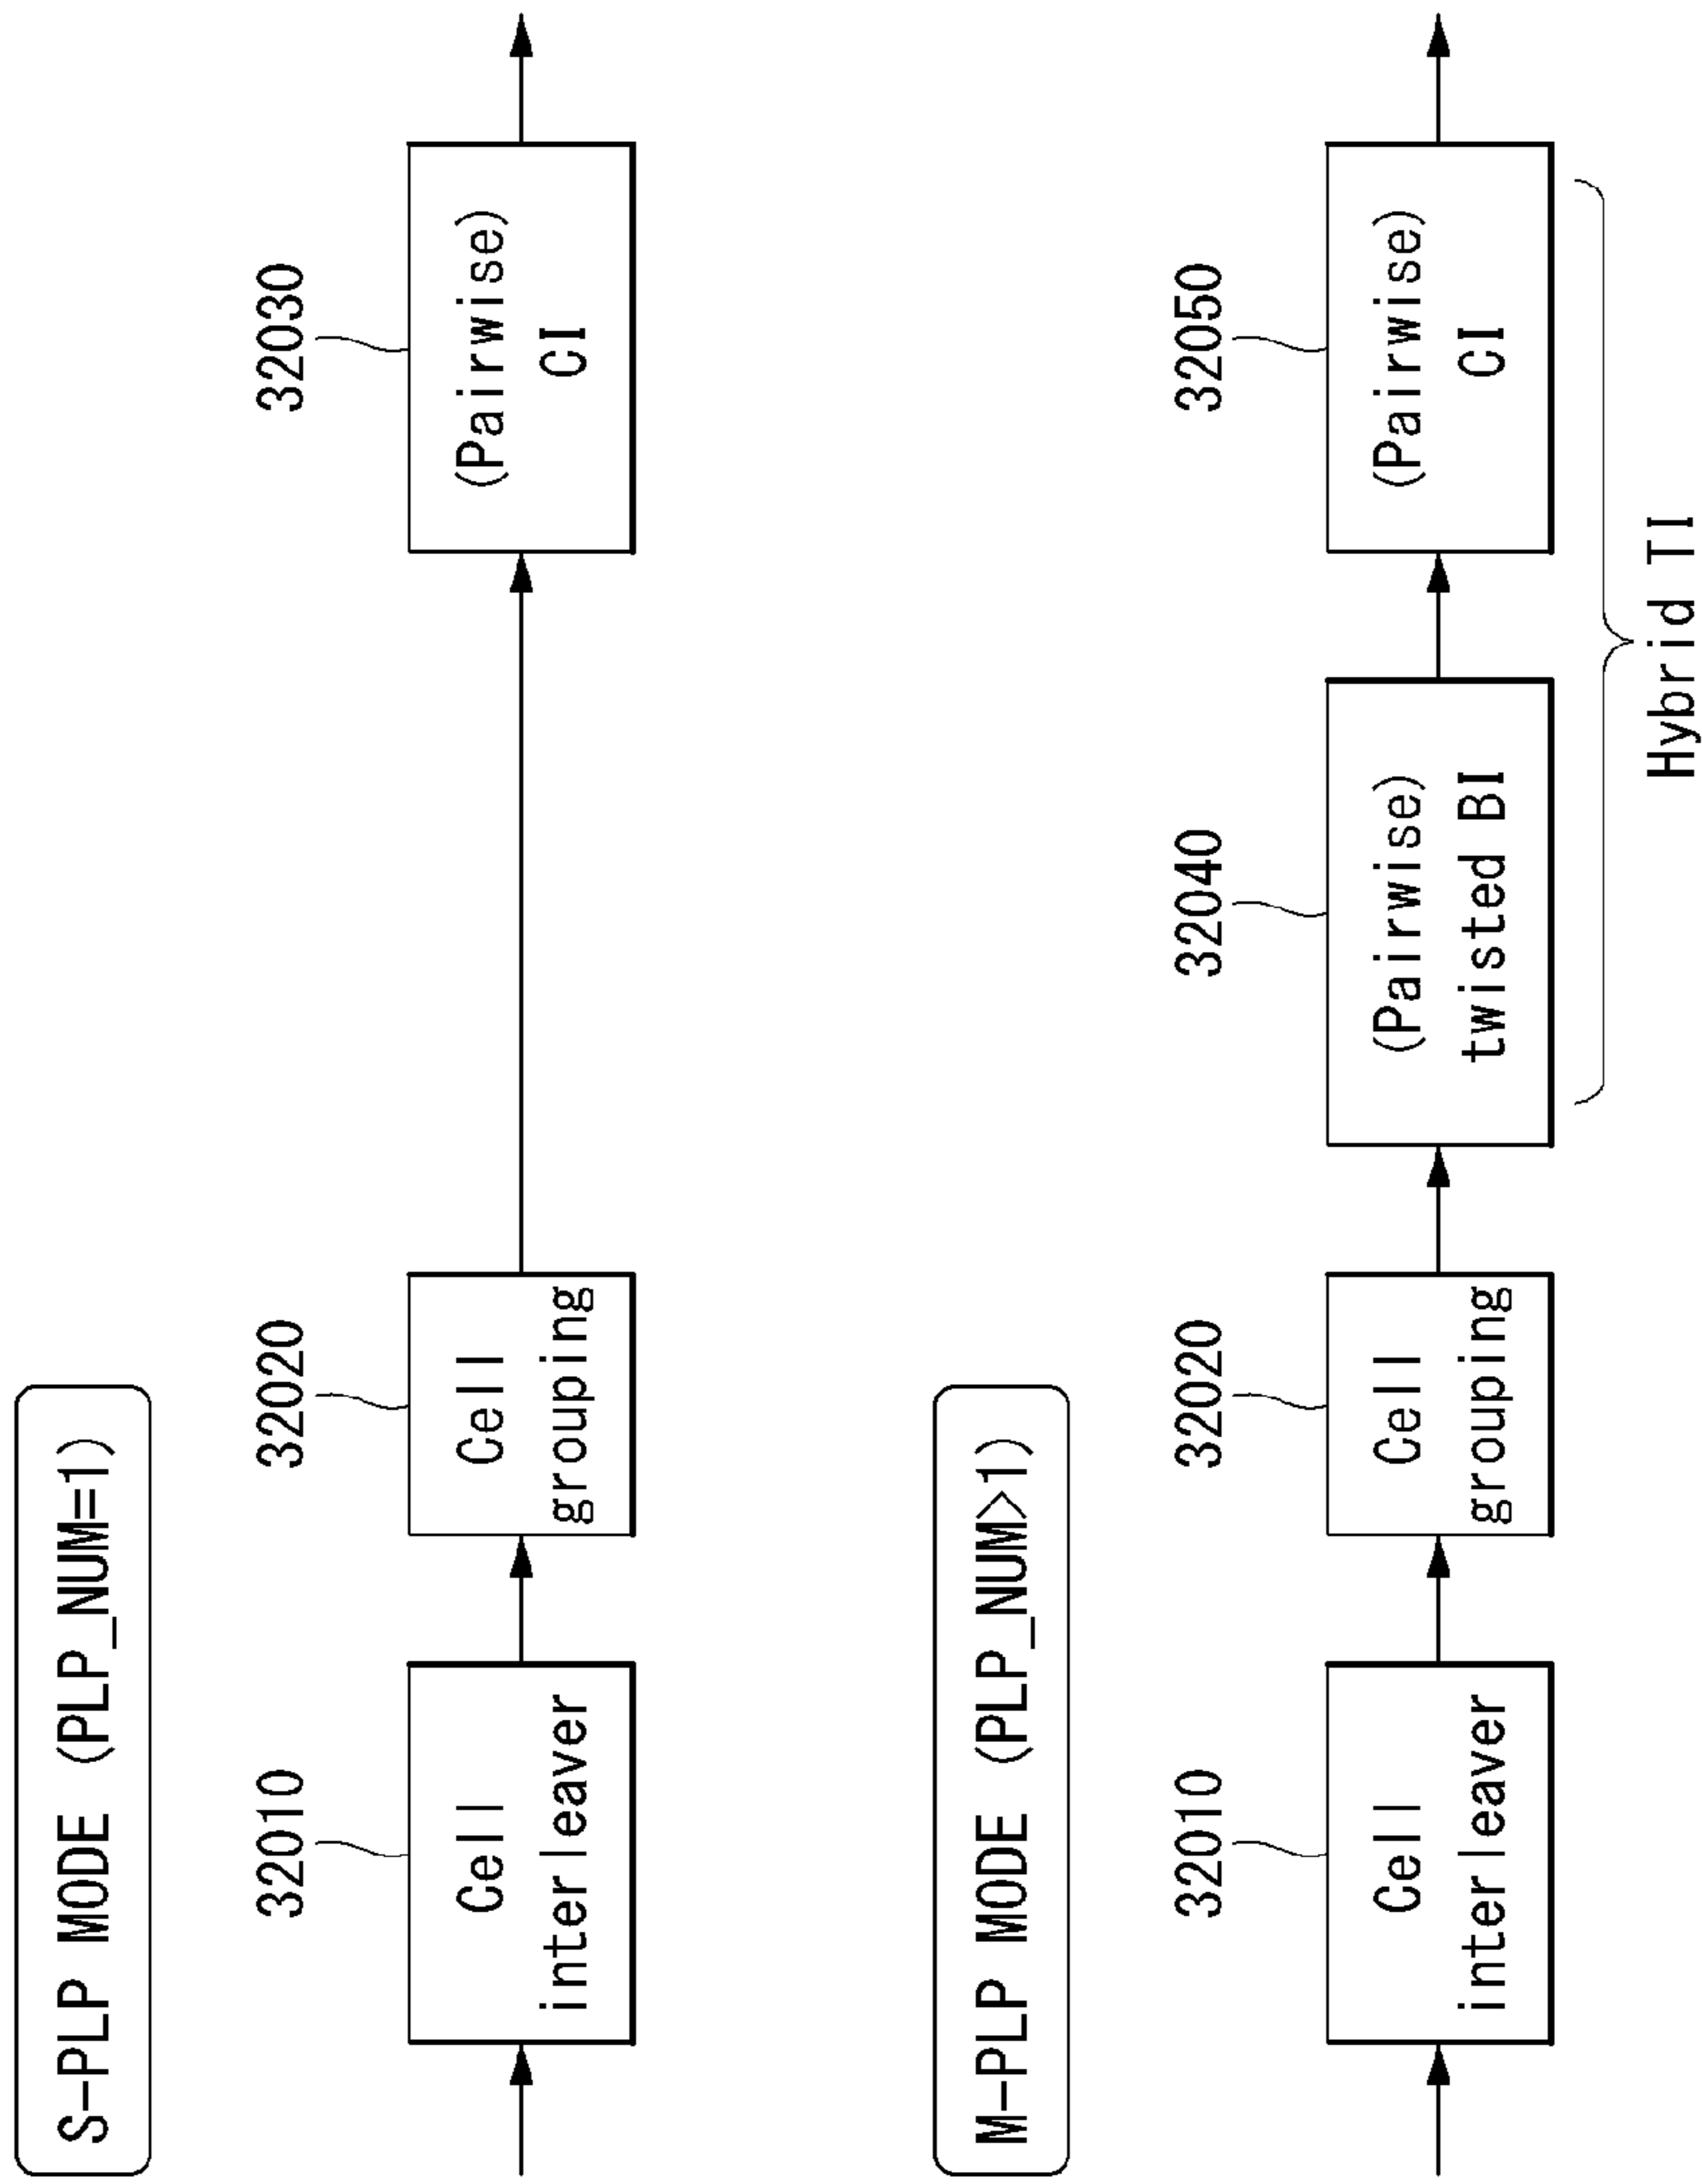 S-PLP MODE (PLP_NUM=1)
32010
32020
32030
Cell
interleaver
Cell
grouping
(Pairwise)
CI
M-PLP MODE (PLP_NUM>1)
32010
32020
32040
32050
Cell
interleaver
Cell
grouping
(Pairwise)
twisted BI
(Pairwise)
CI
Hybrid TI